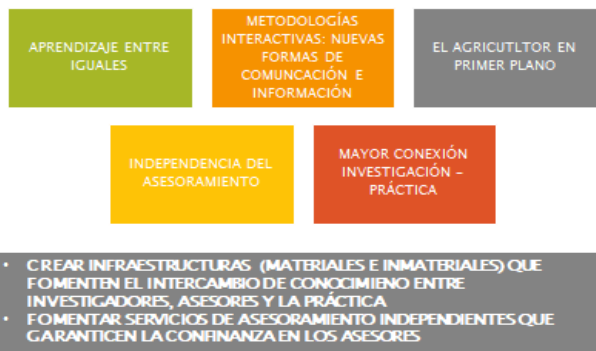 APRENDIZAJE ENTRE
IGUALES
METODOLOGÍAS
INTERACTIVAS: NUEVAS
FORMAS DE
COMUNCACIÓN E
INFORMACIÓN
EL AGRICUTLTOR EN
PRIMER PLANO
INDEPENDENCIA DEL
ASESORAMIENTO
MAYOR CONEXIÓN
INVESTIGACIÓN –
PRÁCTICA
• CREAR INFRAESTRUCTURAS (MATERIALES E INMATERIALES) QUE
FOMENTEN EL INTERCAMBIO DE CONOCIMIENO ENTRE
INVESTIGADORES, ASESORES Y LA PRÁCTICA
• FOMENTAR SERVICIOS DE ASESORAMIENTO INDEPENDIENTES QUE
GARANTICEN LA CONFINANZA EN LOS ASESORES